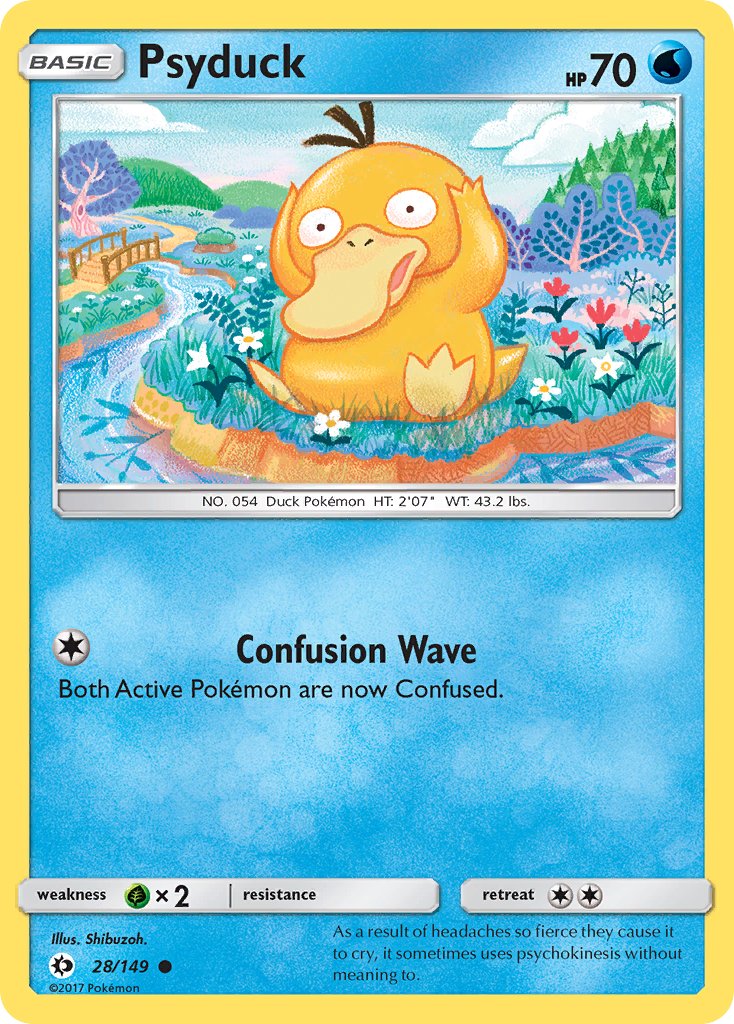 BASIC Psyduck HP 70
NO. 054 Duck Pokémon HT: 2'07" WT: 43.2 lbs.
Confusion Wave
Both Active Pokémon are now Confused.
weakness × 2 resistance retreat
Illus. Shibuzoh.
28/149
©2017 Pokémon
As a result of headaches so fierce they cause it
to cry, it sometimes uses psychokinesis without
meaning to.